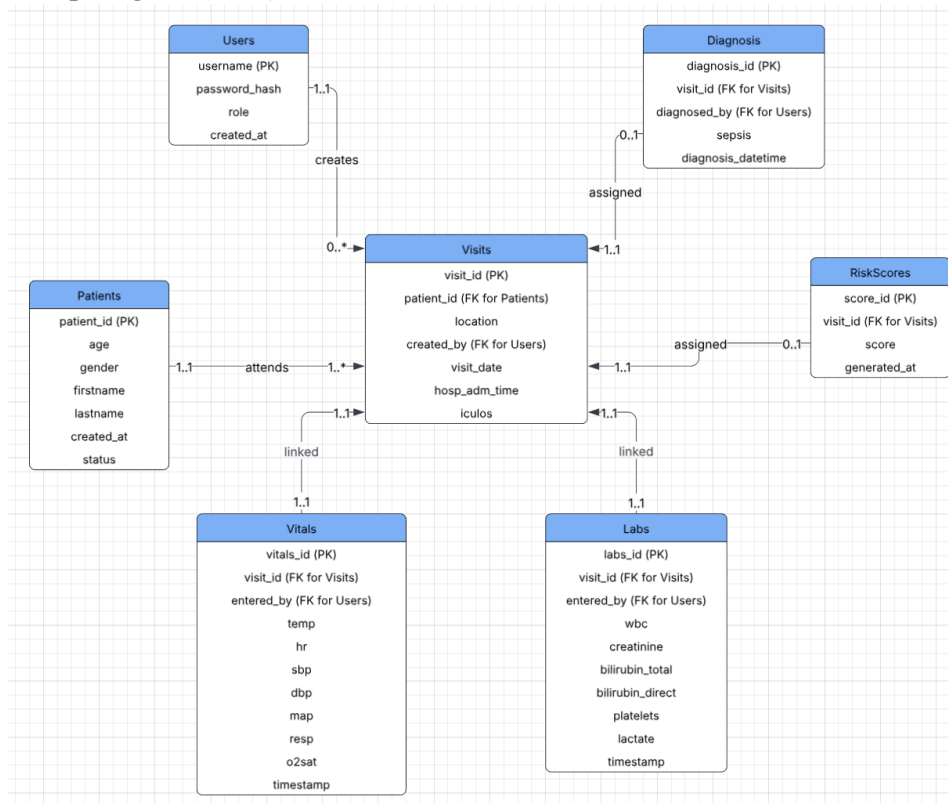 Users
username (PK)
password_hash
role
created_at
1..1
creates
0..*
Diagnosis
diagnosis_id (PK)
visit_id (FK for Visits)
diagnosed_by (FK for Users)
sepsis
diagnosis_datetime
0..1
assigned
1..1
Visits
visit_id (PK)
patient_id (FK for Patients)
location
created_by (FK for Users)
visit_date
hosp_adm_time
iculos
Patients
patient_id (PK)
age
gender
firstname
lastname
created_at
status
1..1
attends
1..*
RiskScores
score_id (PK)
visit_id (FK for Visits)
score
generated_at
0..1
assigned
1..1
1..1
linked
1..1
1..1
linked
1..1
Vitals
vitals_id (PK)
visit_id (FK for Visits)
entered_by (FK for Users)
temp
hr
sbp
dbp
map
resp
o2sat
timestamp
Labs
labs_id (PK)
visit_id (FK for Visits)
entered_by (FK for Users)
wbc
creatinine
bilirubin_total
bilirubin_direct
platelets
lactate
timestamp